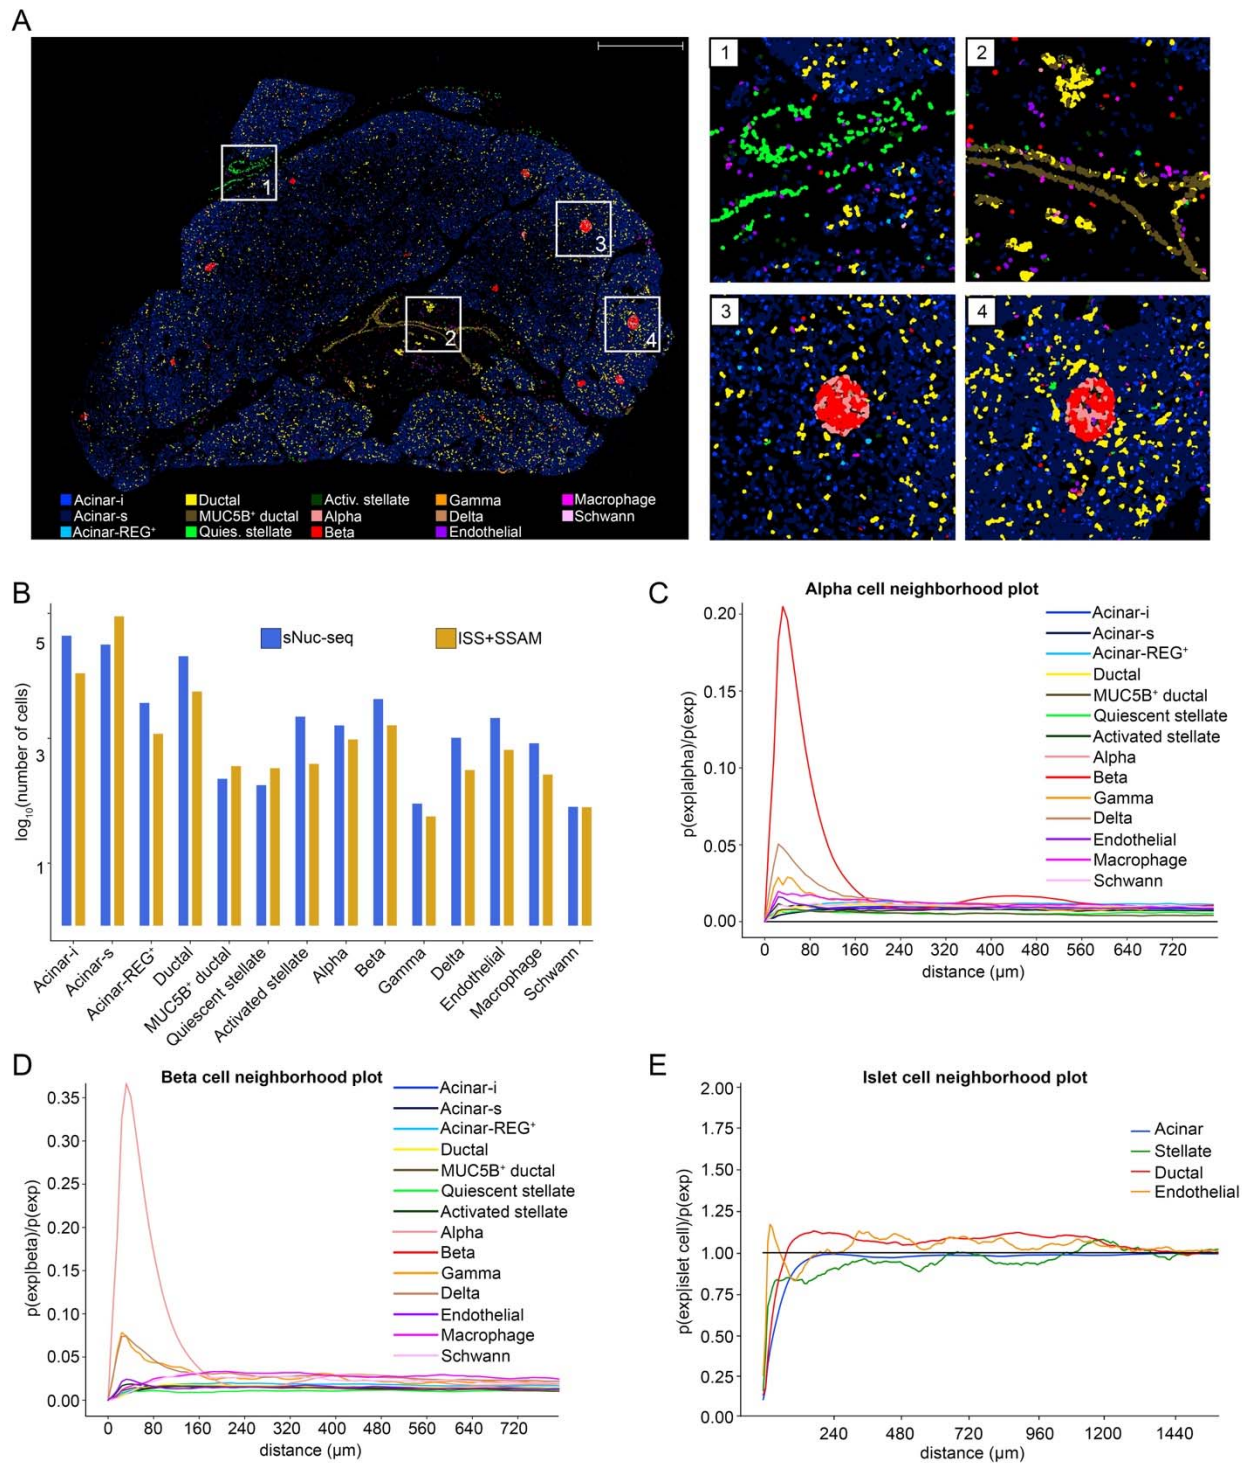 A
1
2
3
4
Acinar-i
Acinar-s
Acinar-REG⁺
Ductal
MUC5B⁺ ductal
Quies. stellate
Activ. stellate
Alpha
Beta
Gamma
Delta
Endothelial
Macrophage
Schwann
1
2
3
4
B
sNuc-seq
ISS+SSAM
log₁₀(number of cells)
5
3
1
Acinar-i
Acinar-s
Acinar-REG⁺
Ductal
MUC5B⁺ ductal
Quiescent stellate
Activated stellate
Alpha
Beta
Gamma
Delta
Endothelial
Macrophage
Schwann
C
Alpha cell neighborhood plot
p(exp|alpha)/p(exp)
0.20
0.15
0.10
0.05
0.00
Acinar-i
Acinar-s
Acinar-REG⁺
Ductal
MUC5B⁺ ductal
Quiescent stellate
Activated stellate
Alpha
Beta
Gamma
Delta
Endothelial
Macrophage
Schwann
0 80 160 240 320 400 480 560 640 720
distance (µm)
D
Beta cell neighborhood plot
p(exp|beta)/p(exp)
0.35
0.30
0.25
0.20
0.15
0.10
0.05
0.00
Acinar-i
Acinar-s
Acinar-REG⁺
Ductal
MUC5B⁺ ductal
Quiescent stellate
Activated stellate
Alpha
Beta
Gamma
Delta
Endothelial
Macrophage
Schwann
0 80 160 240 320 400 480 560 640 720
distance (µm)
E
Islet cell neighborhood plot
p(exp|islet cell)/p(exp)
2.00
1.75
1.50
1.25
1.00
0.75
0.50
0.25
0.00
Acinar
Stellate
Ductal
Endothelial
240 480 720 960 1200 1440
distance (µm)